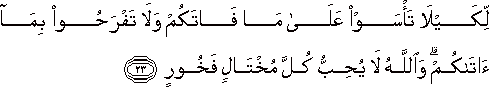 لِّكَيْلَا تَأْسَوْا۟ عَلَىٰ مَا فَاتَكُمْ وَلَا تَفْرَحُوا۟ بِمَآ
ءَاتَىٰكُمْ ۗ وَٱللَّهُ لَا يُحِبُّ كُلَّ مُخْتَالٍ فَخُورٍ ﴿٢٣﴾